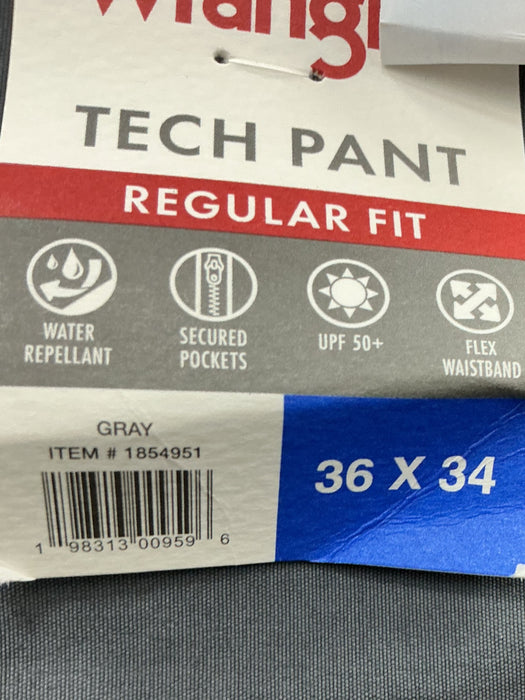 Wrangl
TECH PANT
REGULAR FIT
WATER
REPELLANT
SECURED
POCKETS
UPF 50+
FLEX
WAISTBAND
GRAY
ITEM # 1854951
1 98313 00959 6
36 X 34